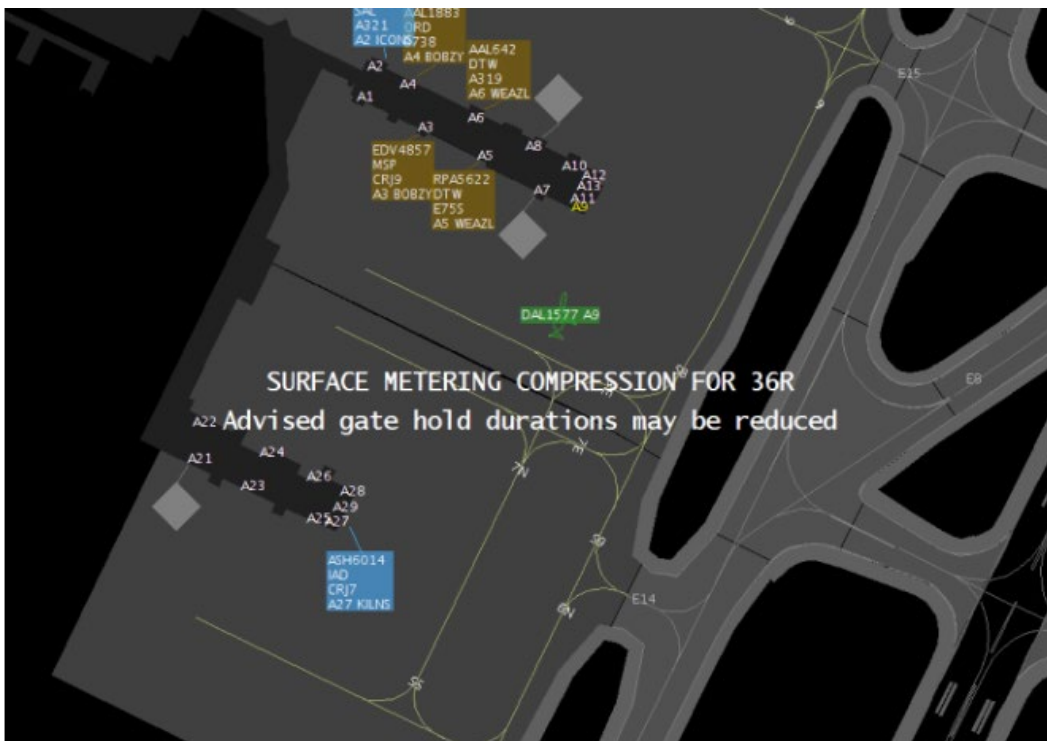 A321
A2 ICONS
AAL1883
ORD
B738
A4 BOBZY
AAL642
DTW
A319
A6 WEAZL
A2
A1
A4
A3
A6
A5
A8
A10
A12
A13
A11
A9
A7
EDV4857
MSP
CRJ9
A3 BOBZY
RPA5622
DTW
E75S
A5 WEAZL
E15
DAL1577 A9
SURFACE METERING COMPRESSION FOR 36R
Advised gate hold durations may be reduced
E8
A22
A21
A24
A23
A26
A28
A29
A25
A27
ASH6014
IAD
CRJ7
A27 KILNS
E14